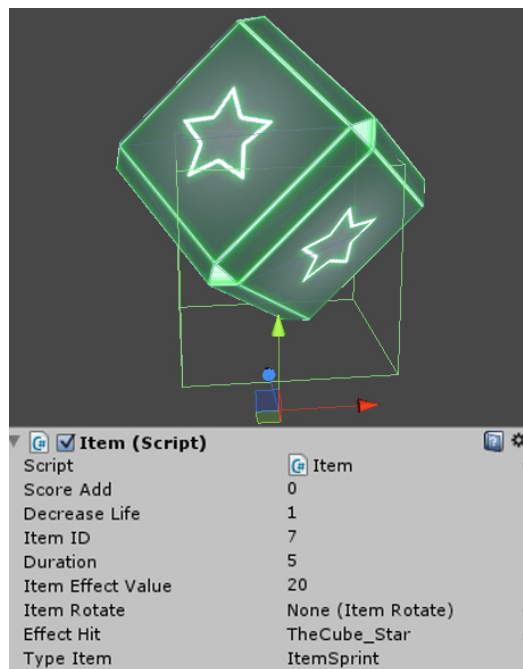 Item (Script)
Script Item
Score Add 0
Decrease Life 1
Item ID 7
Duration 5
Item Effect Value 20
Item Rotate None (Item Rotate)
Effect Hit TheCube_Star
Type Item ItemSprint